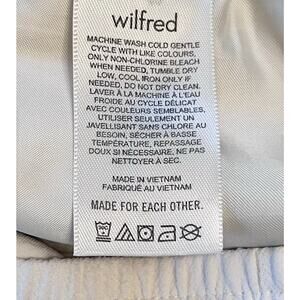 wilfred
MACHINE WASH COLD GENTLE
CYCLE WITH LIKE COLOURS,
ONLY NON-CHLORINE BLEACH
WHEN NEEDED, TUMBLE DRY
LOW, COOL IRON ONLY IF
NEEDED, DO NOT DRY CLEAN.
LAVER À LA MACHINE À L'EAU
FROIDE AU CYCLE DÉLICAT
AVEC COULEURS SEMBLABLES,
UTILISER SEULEMENT UN
JAVELLISANT SANS CHLORE AU
BESOIN, SÉCHER À BASSE
TEMPÉRATURE, REPASSAGE
DOUX SI NÉCESSAIRE, NE PAS
NETTOYER À SEC.
MADE IN VIETNAM
FABRIQUÉ AU VIETNAM
MADE FOR EACH OTHER.